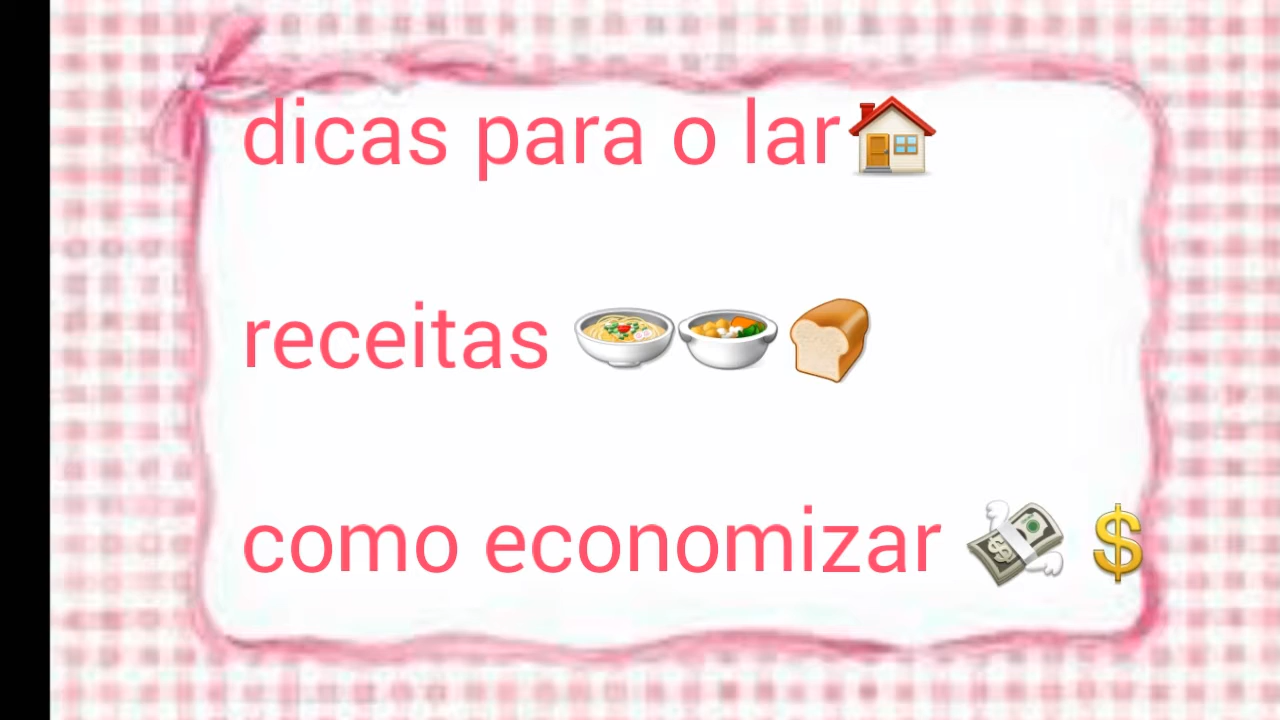 dicas para o lar🏠
receitas 🍜🍲🍞
como economizar 💸 💲